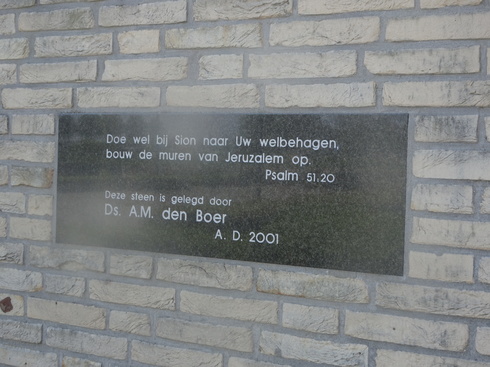 Doe wel bij Sion naar Uw welbehagen,
bouw de muren van Jeruzalem op.
Psalm 51:20
Deze steen is gelegd door
Ds. A.M. den Boer
A. D. 2001